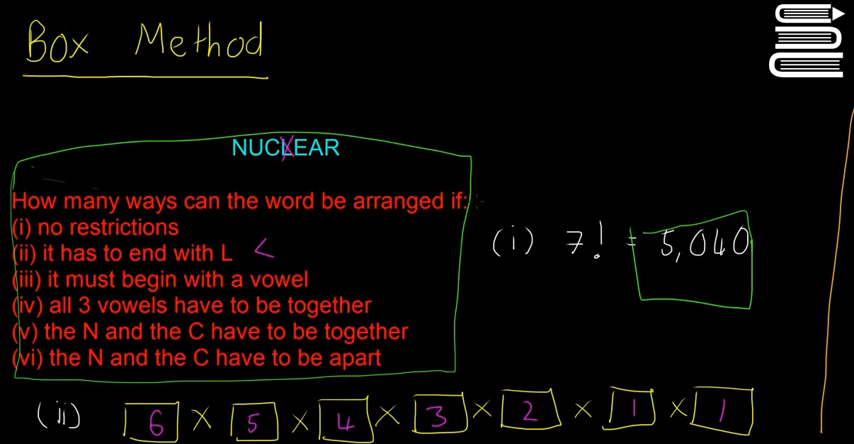 Box Method
NUCLEAR
How many ways can the word be arranged if:
(i) no restrictions
(ii) it has to end with L <
(iii) it must begin with a vowel
(iv) all 3 vowels have to be together
(v) the N and the C have to be together
(vi) the N and the C have to be apart
(i) 7! = 5,040
(ii) 6 × 5 × 4 × 3 × 2 × 1 × 1